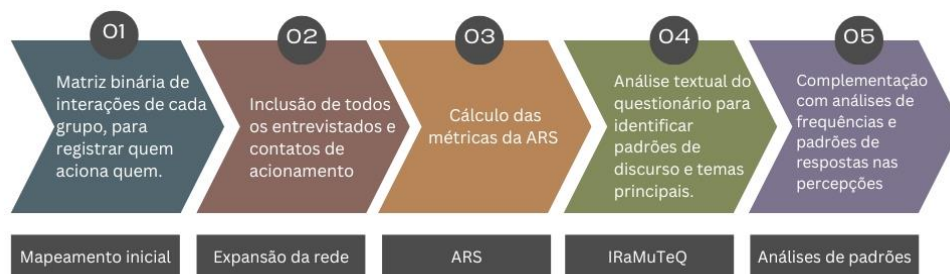 01
Matriz binária de
interações de cada
grupo, para
registrar quem
aciona quem.
02
Inclusão de todos
os entrevistados e
contatos de
acionamento
03
Cálculo das
métricas da ARS
04
Análise textual do
questionário para
identificar
padrões de
discurso e temas
principais.
05
Complementação
com análises de
frequências e
padrões de
respostas nas
percepções
Mapeamento inicial
Expansão da rede
ARS
IRaMuTeQ
Análises de padrões